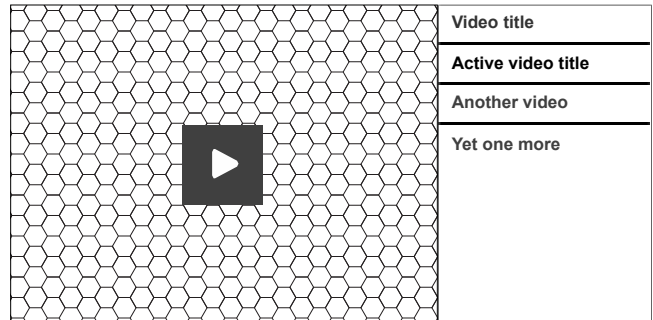 Video title
Active video title
Another video
Yet one more